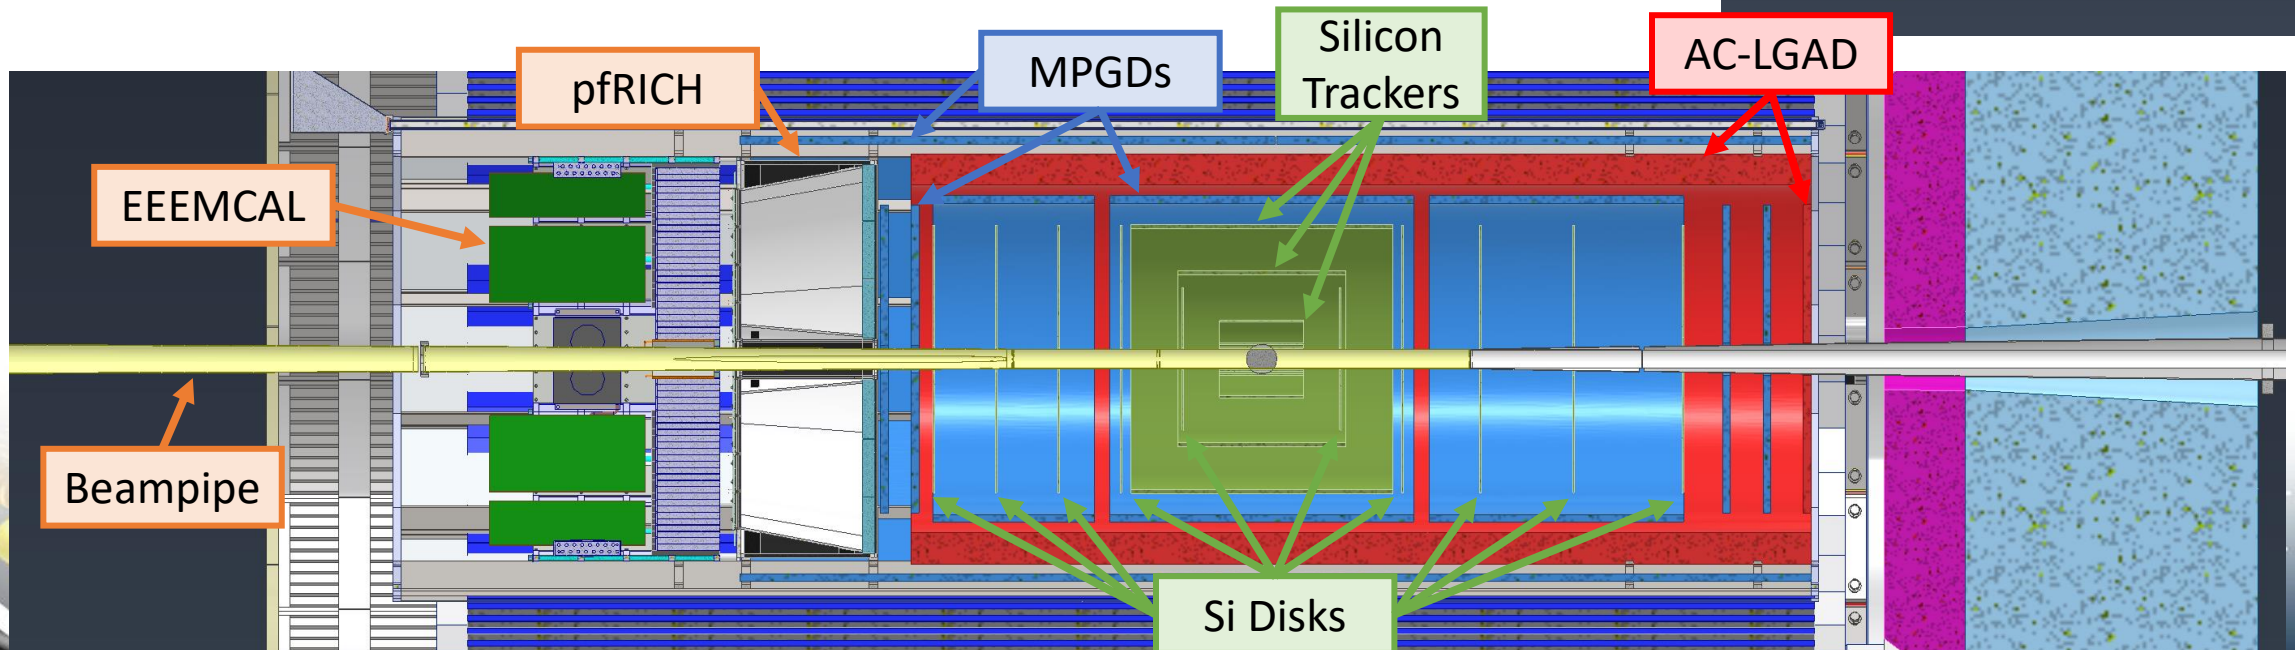 Silicon
Trackers
AC-LGAD
MPGDs
pfRICH
EEEMCAL
Beampipe
Si Disks